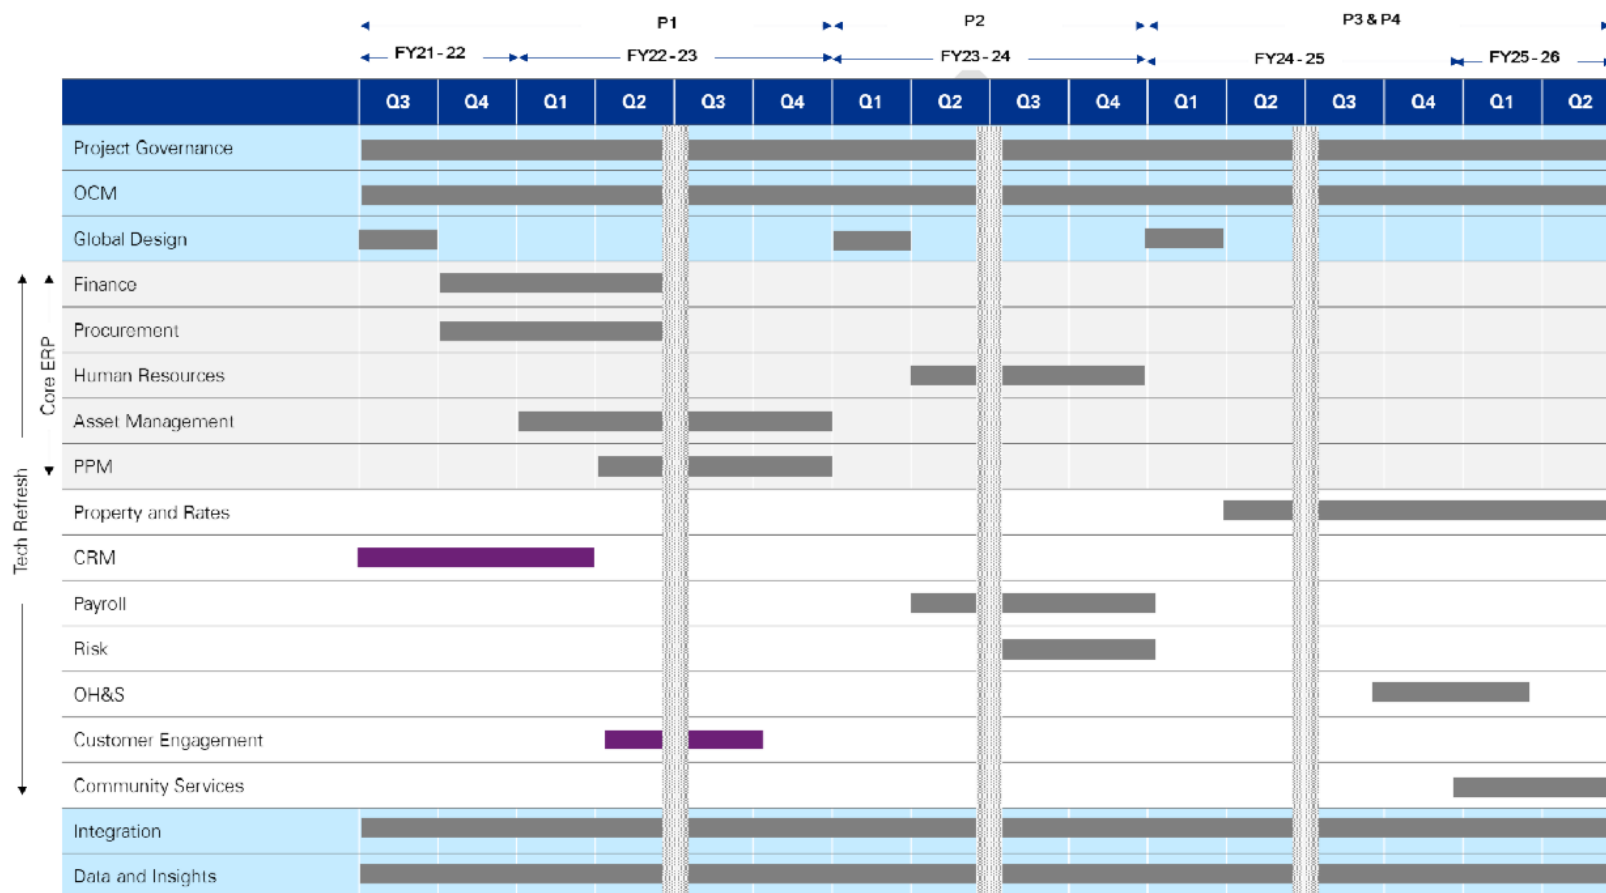 P1 P2 P3 & P4
FY21 - 22 FY22 - 23 FY23 - 24 FY24 - 25 FY25 - 26
Q3 Q4 Q1 Q2 Q3 Q4 Q1 Q2 Q3 Q4 Q1 Q2 Q3 Q4 Q1 Q2
Project Governance
OCM
Global Design
Finance
Procurement
Human Resources
Asset Management
PPM
Property and Rates
CRM
Payroll
Risk
OH&S
Customer Engagement
Community Services
Integration
Data and Insights
Core ERP
Tech Refresh